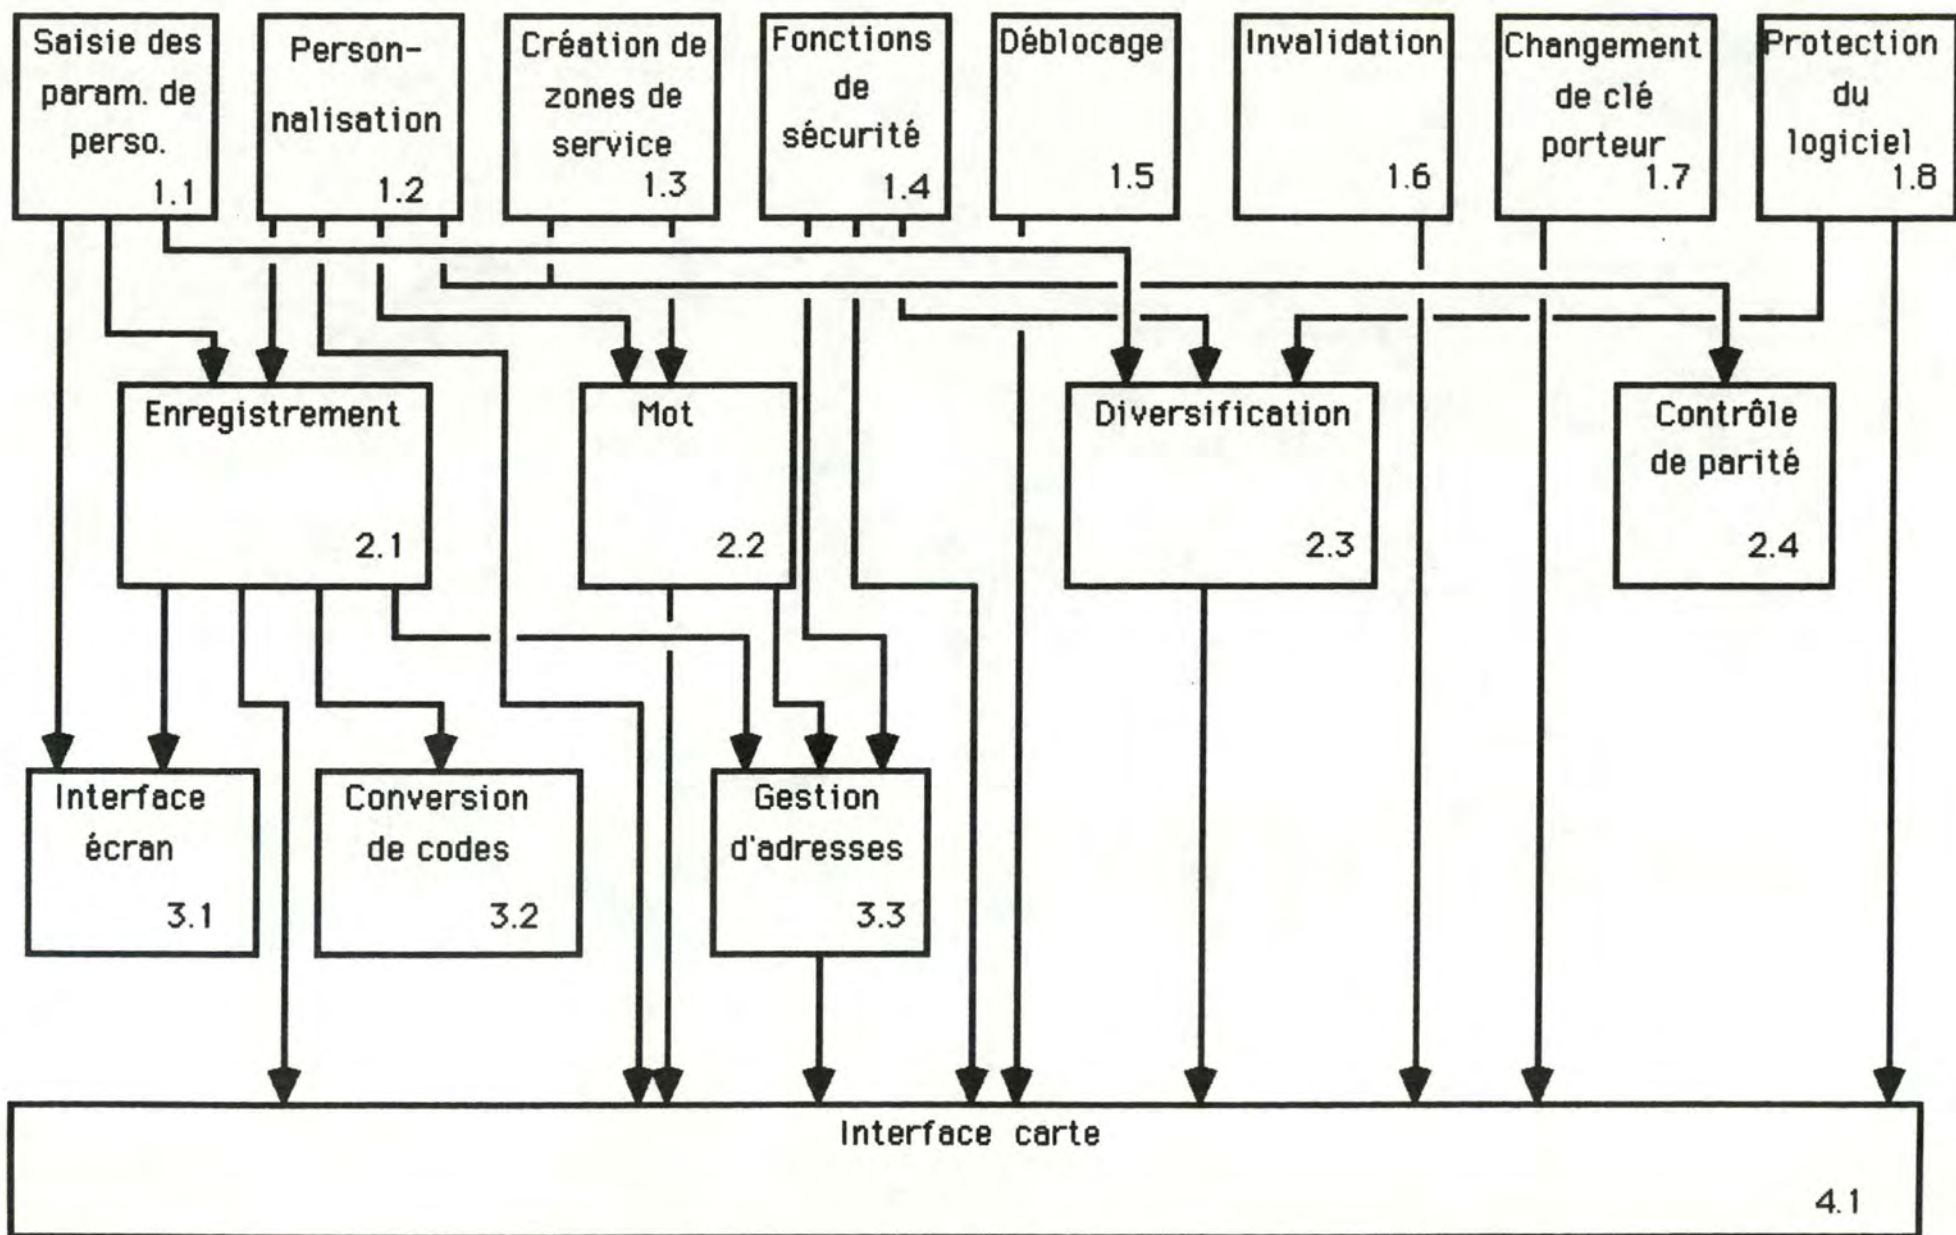 Saisie des
param. de
perso.
1.1
Person-
nalisation
1.2
Création de
zones de
service
1.3
Fonctions
de
sécurité
1.4
Déblocage
1.5
Invalidation
1.6
Changement
de clé
porteur
1.7
Protection
du
logiciel
1.8
Enregistrement
2.1
Mot
2.2
Diversification
2.3
Contrôle
de parité
2.4
Interface
écran
3.1
Conversion
de codes
3.2
Gestion
d'adresses
3.3
Interface carte
4.1